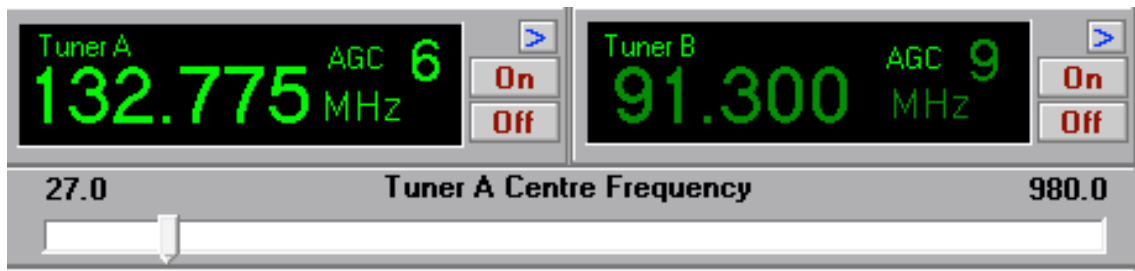 Tuner A AGC 6 >
132.775 MHz On
Off
Tuner B AGC 9 >
91.300 MHz On
Off
27.0 Tuner A Centre Frequency 980.0